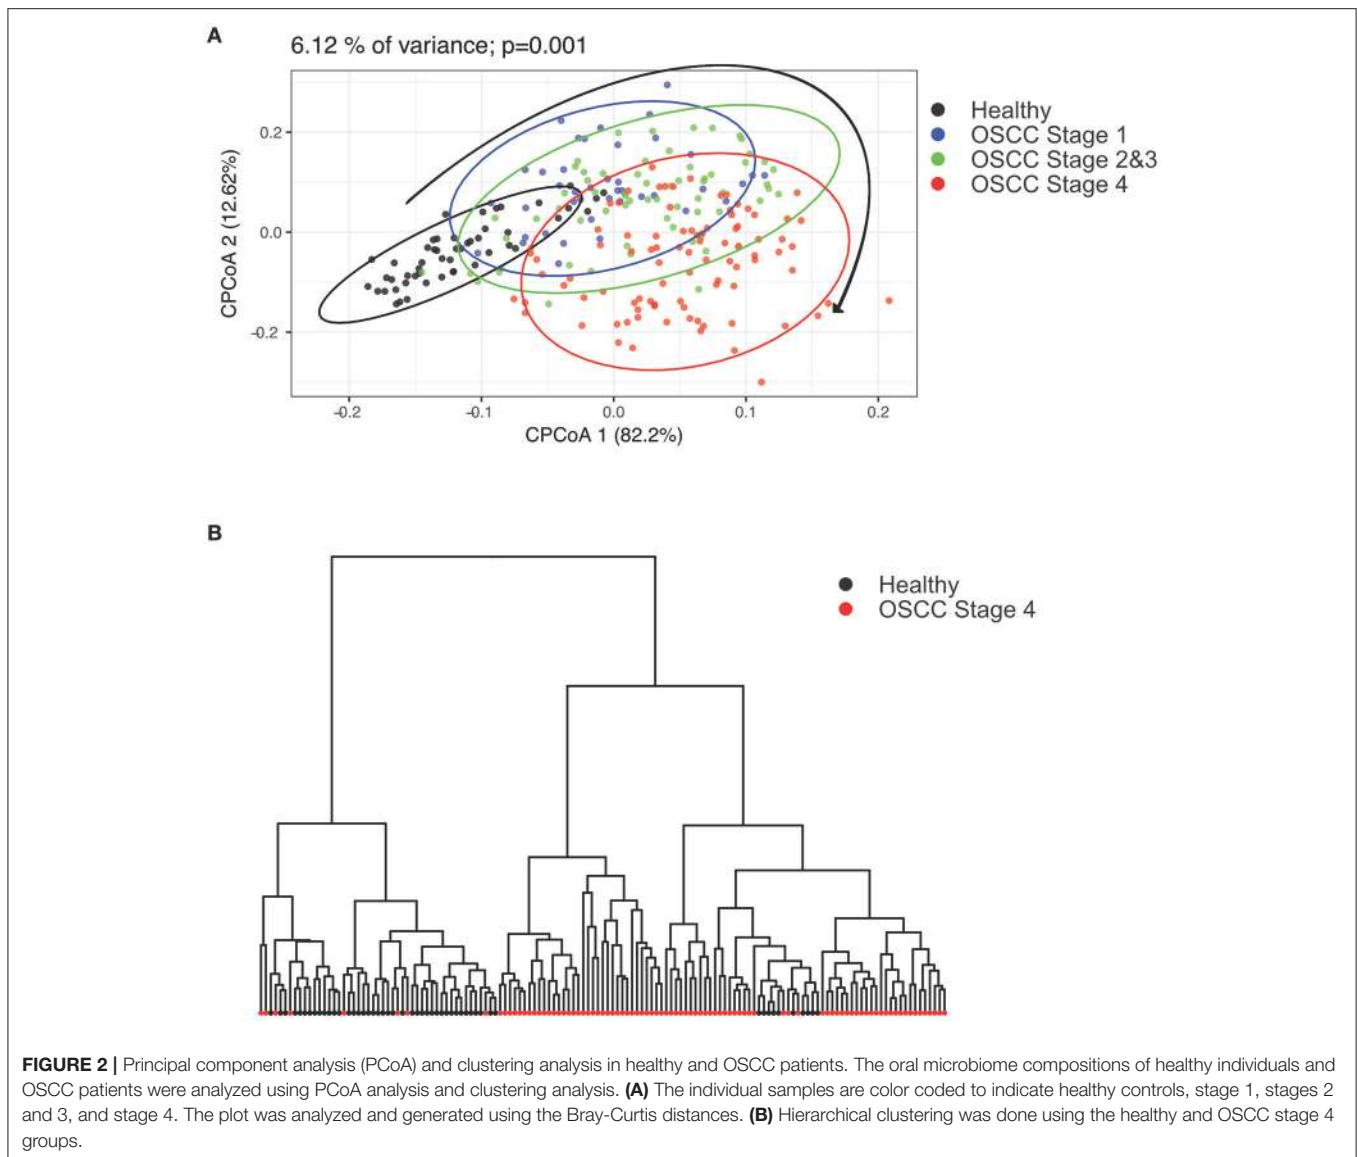 A
6.12 % of variance; p=0.001
Healthy
OSCC Stage 1
OSCC Stage 2&3
OSCC Stage 4
CPCoA 2 (12.62%)
0.2
0.0
-0.2
-0.2
-0.1
0.0
0.1
0.2
CPCoA 1 (82.2%)
B
Healthy
OSCC Stage 4
FIGURE 2 | Principal component analysis (PCoA) and clustering analysis in healthy and OSCC patients. The oral microbiome compositions of healthy individuals and
OSCC patients were analyzed using PCoA analysis and clustering analysis. (A) The individual samples are color coded to indicate healthy controls, stage 1, stages 2
and 3, and stage 4. The plot was analyzed and generated using the Bray-Curtis distances. (B) Hierarchical clustering was done using the healthy and OSCC stage 4
groups.